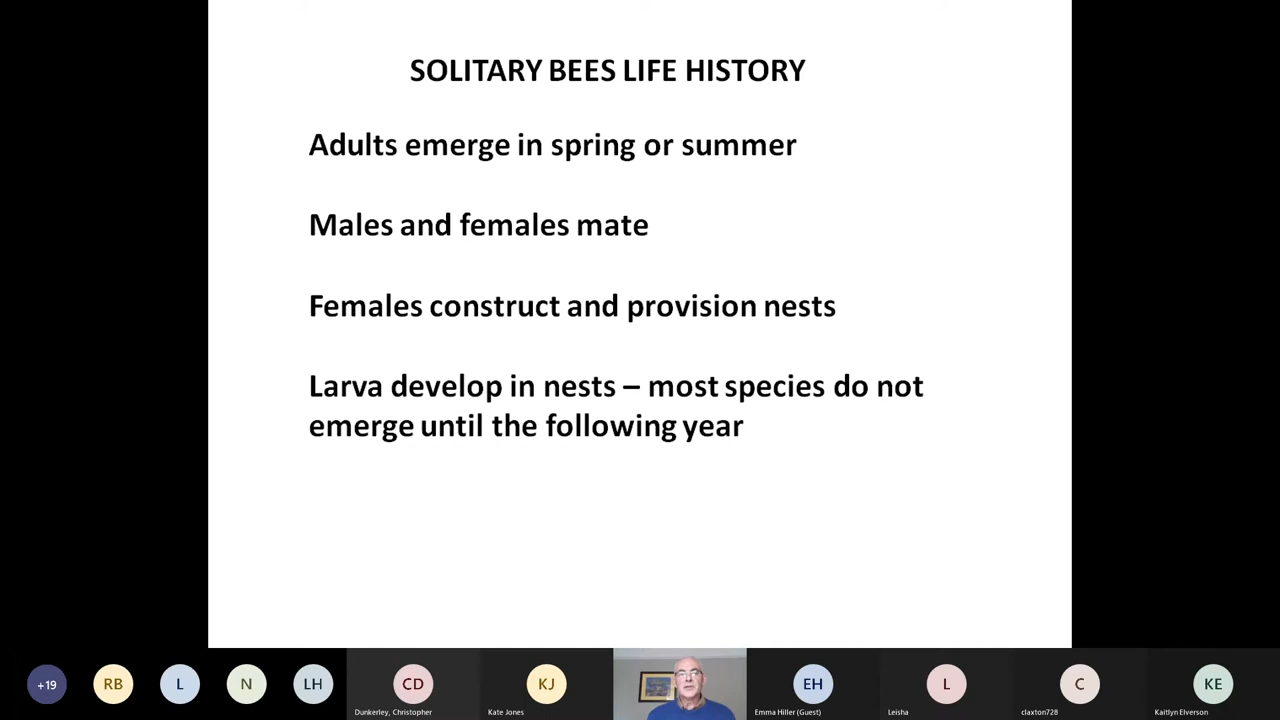 SOLITARY BEES LIFE HISTORY
Adults emerge in spring or summer
Males and females mate
Females construct and provision nests
Larva develop in nests – most species do not
emerge until the following year
+19
RB
L
N
LH
CD
KJ
EH
L
C
KE
Dunkerley, Christopher
Kate Jones
Emma Hiller (Guest)
Leisha
claxton728
Kaitlyn Elverson